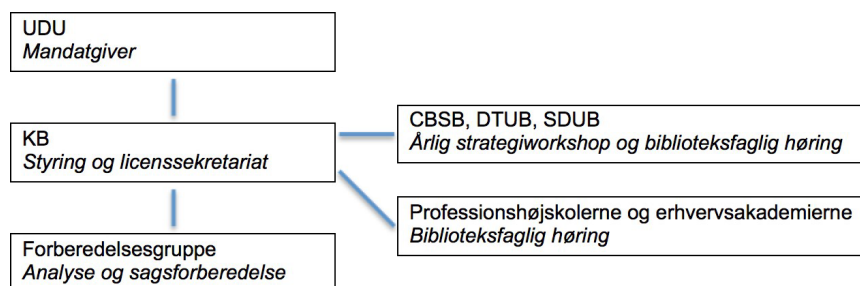 UDU
Mandatgiver
KB
Styring og licenssekretariat
CBSB, DTUB, SDUB
Årlig strategiworkshop og biblioteksfaglig høring
Professionshøjskolerne og erhvervsakademierne
Biblioteksfaglig høring
Forberedelsesgruppe
Analyse og sagsforberedelse